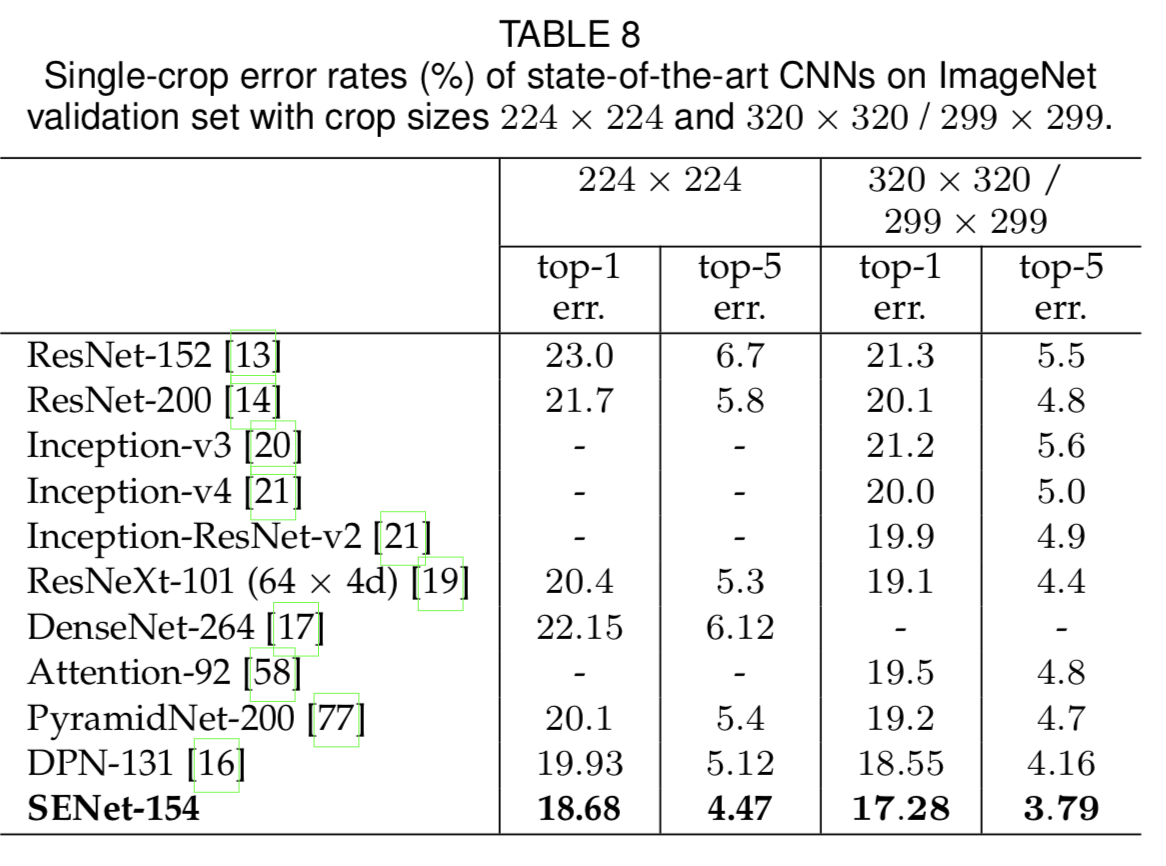 TABLE 8
Single-crop error rates (%) of state-of-the-art CNNs on ImageNet
validation set with crop sizes 224 × 224 and 320 × 320 / 299 × 299.
224 × 224 320 × 320 /
299 × 299
top-1 top-5 top-1 top-5
err. err. err. err.
ResNet-152 [13] 23.0 6.7 21.3 5.5
ResNet-200 [14] 21.7 5.8 20.1 4.8
Inception-v3 [20] - - 21.2 5.6
Inception-v4 [21] - - 20.0 5.0
Inception-ResNet-v2 [21] - - 19.9 4.9
ResNeXt-101 (64 × 4d) [19] 20.4 5.3 19.1 4.4
DenseNet-264 [17] 22.15 6.12 - -
Attention-92 [58] - - 19.5 4.8
PyramidNet-200 [77] 20.1 5.4 19.2 4.7
DPN-131 [16] 19.93 5.12 18.55 4.16
SENet-154 18.68 4.47 17.28 3.79